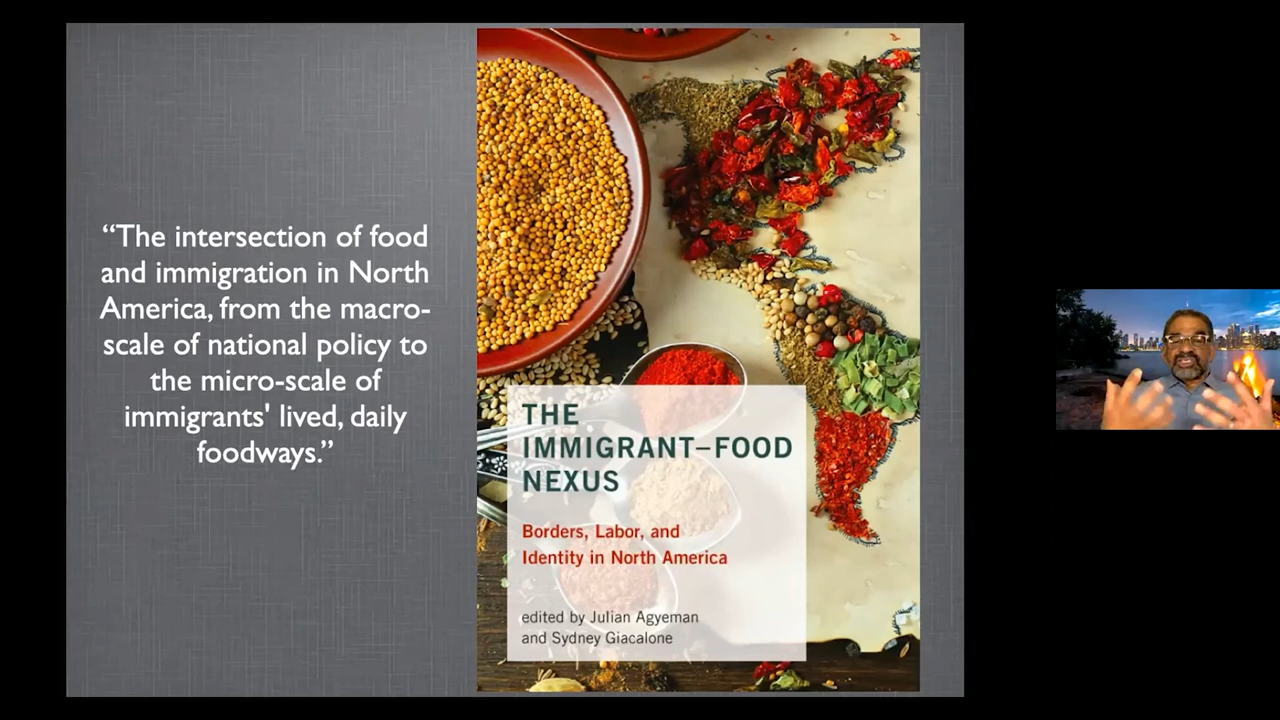 “The intersection of food
and immigration in North
America, from the macro-
scale of national policy to
the micro-scale of
immigrants' lived, daily
foodways.”
THE
IMMIGRANT–FOOD
NEXUS
Borders, Labor, and
Identity in North America
edited by Julian Agyeman
and Sydney Giacalone